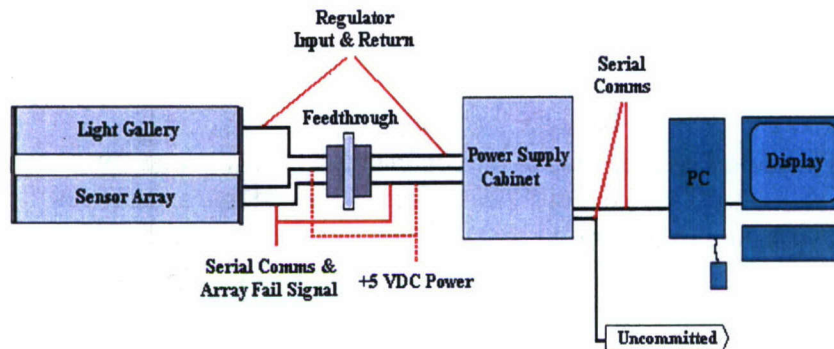 Regulator
Input & Return
Serial
Comms
Light Gallery
Feedthrough
Power Supply
Cabinet
PC
Display
Sensor Array
Serial Comms &
Array Fail Signal
+5 VDC Power
Uncommitted